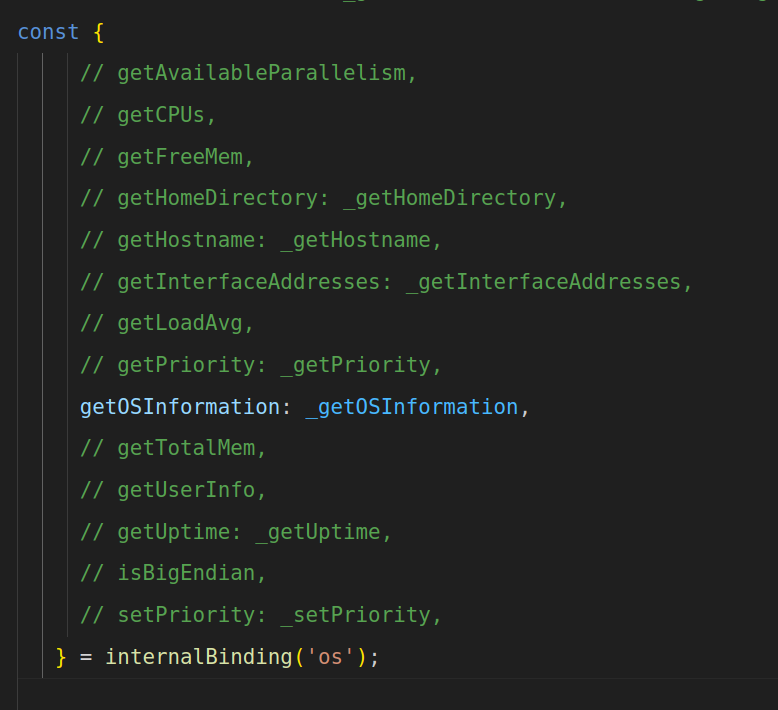 const {
// getAvailableParallelism,
// getCPUs,
// getFreeMem,
// getHomeDirectory: _getHomeDirectory,
// getHostname: _getHostname,
// getInterfaceAddresses: _getInterfaceAddresses,
// getLoadAvg,
// getPriority: _getPriority,
getOSInformation: _getOSInformation,
// getTotalMem,
// getUserInfo,
// getUptime: _getUptime,
// isBigEndian,
// setPriority: _setPriority,
} = internalBinding('os');